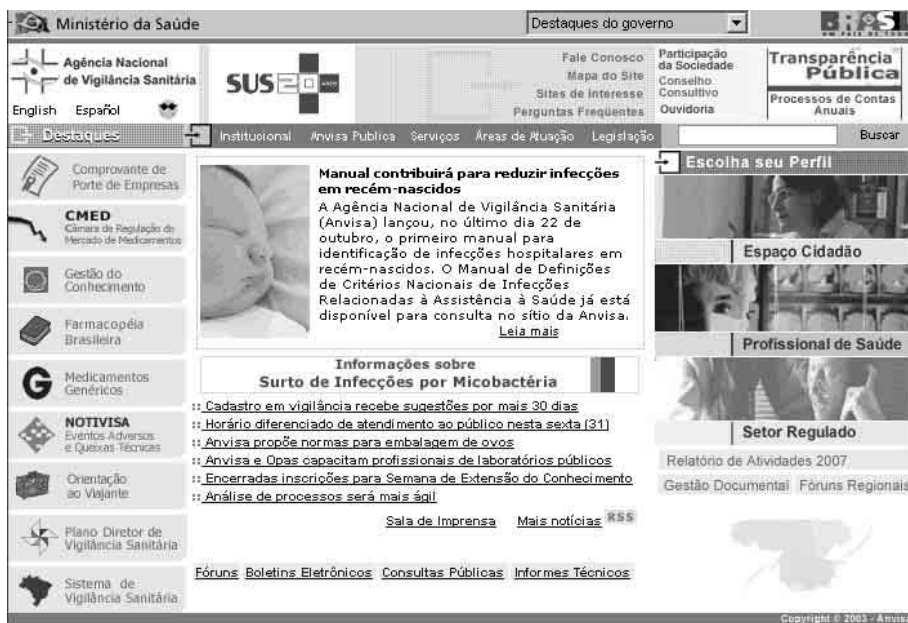 Ministério da Saúde
Destaques do governo
BRASIL
UM PAÍS DE TODOS
Agência Nacional
de Vigilância Sanitária
English Español
SUS 20 anos
Fale Conosco
Mapa do Site
Sites de Interesse
Perguntas Freqüentes
Participação
da Sociedade
Conselho
Consultivo
Ouvidoria
Transparência
Pública
Processos de Contas
Anuais
Destaques
Institucional Anvisa Publica Serviços Áreas de Atuação Legislação
Buscar
Comprovante de
Porte de Empresas
CMED
Câmara de Regulação do
Mercado de Medicamentos
Gestão do
Conhecimento
Farmacopéia
Brasileira
Medicamentos
Genéricos
NOTIVISA
Eventos Adversos
e Queixas Técnicas
Orientação
ao Viajante
Plano Diretor de
Vigilância Sanitária
Sistema de
Vigilância Sanitária
Manual contribuirá para reduzir infecções
em recém-nascidos
A Agência Nacional de Vigilância Sanitária
(Anvisa) lançou, no último dia 22 de
outubro, o primeiro manual para
identificação de infecções hospitalares em
recém-nascidos. O Manual de Definições
de Critérios Nacionais de Infecções
Relacionadas à Assistência à Saúde já está
disponível para consulta no sítio da Anvisa.
Leia mais
Informações sobre
Surto de Infecções por Micobactéria
:: Cadastro em vigilância recebe sugestões por mais 30 dias
:: Horário diferenciado de atendimento ao público nesta sexta (31)
:: Anvisa propõe normas para embalagem de ovos
:: Anvisa e Opas capacitam profissionais de laboratórios públicos
:: Encerradas inscrições para Semana de Extensão do Conhecimento
:: Análise de processos será mais ágil
Sala de Imprensa Mais notícias RSS
Fóruns Boletins Eletrônicos Consultas Públicas Informes Técnicos
Escolha seu Perfil
Espaço Cidadão
Profissional de Saúde
Setor Regulado
Relatório de Atividades 2007
Gestão Documental Fóruns Regionais
Copyright © 2003 - Anvisa